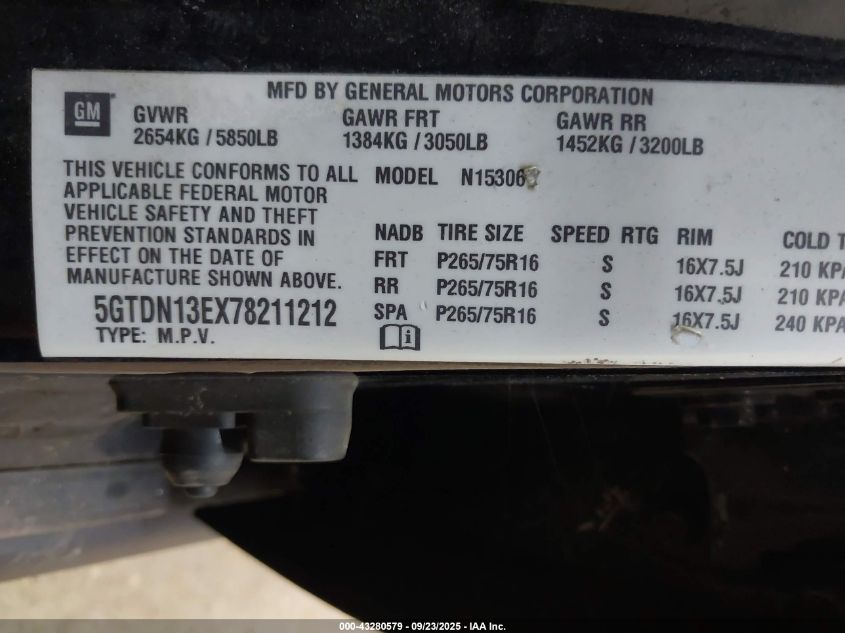 MFD BY GENERAL MOTORS CORPORATION
GM
GVWR GAWR FRT GAWR RR
2654KG / 5850LB 1384KG / 3050LB 1452KG / 3200LB
THIS VEHICLE CONFORMS TO ALL
APPLICABLE FEDERAL MOTOR
VEHICLE SAFETY AND THEFT
PREVENTION STANDARDS IN
EFFECT ON THE DATE OF
MANUFACTURE SHOWN ABOVE.
5GTDN13EX78211212
TYPE: M.P.V.
MODEL
NADB TIRE SIZE SPEED RTG RIM COLD
FRT P265/75R16 S 16X7.5J 210 KPA
RR P265/75R16 S 16X7.5J 210 KPA
SPA P265/75R16 S 16X7.5J 240 KPA
000-43280579 - 09/23/2025 - IAA Inc.